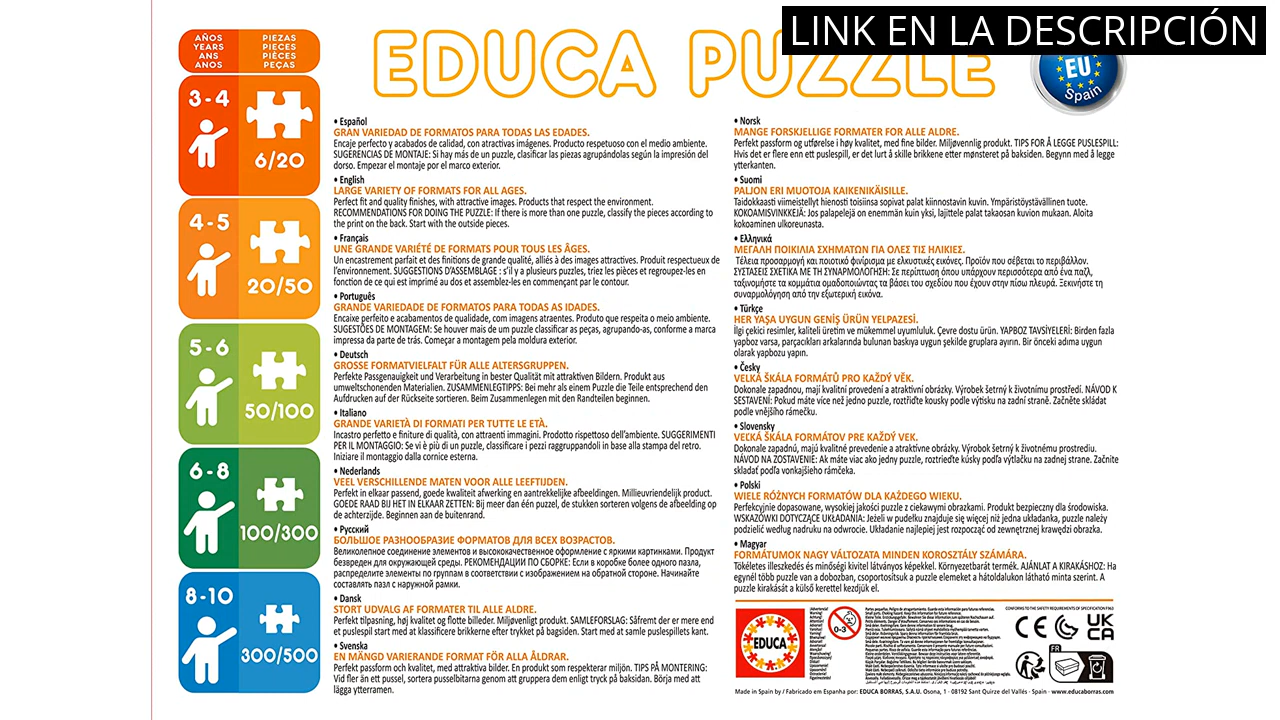 LINK EN LA DESCRIPCIÓN
EDUCA PUZZLE
EU
Spain
AÑOS PIEZAS
YEARS PIECES
ANS PIÈCES
ANOS PEÇAS
3-4
6/20
4-5
20/50
5-6
50/100
6-8
100/300
8-10
300/500
• Español
GRAN VARIEDAD DE FORMATOS PARA TODAS LAS EDADES.
Encaje perfecto y acabados de calidad, con atractivas imágenes. Producto respetuoso con el medio ambiente.
SUGERENCIAS DE MONTAJE: Si hay más de un puzzle, clasificar las piezas agrupándolas según la impresión del
dorso. Empezar el montaje por el marco exterior.
• English
LARGE VARIETY OF FORMATS FOR ALL AGES.
Perfect fit and quality finishes, with attractive images. Products that respect the environment.
RECOMMENDATIONS FOR DOING THE PUZZLE: If there is more than one puzzle, classify the pieces according to
the print on the back. Start with the outside pieces.
• Français
UNE GRANDE VARIÉTÉ DE FORMATS POUR TOUS LES ÂGES.
Un encastrement parfait et des finitions de grande qualité, alliés à des images attractives. Produit respectueux de
l’environnement. SUGGESTIONS D’ASSEMBLAGE : s’il y a plusieurs puzzles, triez les pièces et regroupez-les en
fonction de ce qui est imprimé au dos et assemblez-les en commençant par le contour.
• Português
GRANDE VARIEDADE DE FORMATOS PARA TODAS AS IDADES.
Encaixe perfeito e acabamentos de qualidade, com imagens atraentes. Produto que respeita o meio ambiente.
SUGESTÕES DE MONTAGEM: Se houver mais de um puzzle classificar as peças, agrupando-as, conforme a marca
impressa da parte de trás. Começar a montagem pela moldura exterior.
• Deutsch
GROSSE FORMATVIELFALT FÜR ALLE ALTERSGRUPPEN.
Perfekte Passgenauigkeit und Verarbeitung in bester Qualität mit attraktiven Bildern. Produkt aus
umweltschonenden Materialien. ZUSAMMENLEGTIPPS: Bei mehr als einem Puzzle die Teile entsprechend den
Aufdrucken auf der Rückseite sortieren. Beim Zusammenlegen mit den Randteilen beginnen.
• Italiano
GRANDE VARIETÀ DI FORMATI PER TUTTE LE ETÀ.
Incastro perfetto e finiture di qualità, con attraenti immagini. Prodotto rispettoso dell’ambiente. SUGGERIMENTI
PER IL MONTAGGIO: Se vi è più di un puzzle, classificare i pezzi raggruppandoli in base alla stampa del retro.
Iniziare il montaggio dalla cornice esterna.
• Nederlands
VEEL VERSCHILLENDE MATEN VOOR ALLE LEEFTIJDEN.
Perfekt in elkaar passend, goede kwaliteit afwerking en aantrekkelijke afbeeldingen. Millieuvriendelijk product.
GOEDE RAAD BIJ HET IN ELKAAR ZETTEN: Bij meer dan één puzzel, de stukken sorteren volgens de afbeelding op
de achterzijde. Beginnen aan de buitenrand.
• Русский
БОЛЬШОЕ РАЗНООБРАЗИЕ ФОРМАТОВ ДЛЯ ВСЕХ ВОЗРАСТОВ.
Великолепное соединение элементов и высококачественное оформление с яркими картинками. Продукт
безвреден для окружающей среды. РЕКОМЕНДАЦИИ ПО СБОРКЕ: Если в коробке более одного пазла,
распределите элементы по группам в соответствии с изображением на обратной стороне. Начинайте
составлять пазл с наружной рамки.
• Dansk
STORT UDVALG AF FORMATER TIL ALLE ALDRE.
Perfekt tilpasning, høj kvalitet og flotte billeder. Miljøvenligt produkt. SAMLEFORSLAG: Såfremt der er mere end
et puslespil start med at klassificere brikkerne efter trykket på bagsiden. Start med at samle puslespillets kant.
• Svenska
EN MÄNGD VARIERANDE FORMAT FÖR ALLA ÅLDRAR.
Perfekt passform och kvalitet, med attraktiva bilder. En produkt som respekterar miljön. TIPS PÅ MONTERING:
Vid fler än ett pussel, sortera pusselbitarna genom att gruppera dem enligt tryck på baksidan. Börja med att
lägga ytterramen.
• Norsk
MANGE FORSKJELLIGE FORMATER FOR ALLE ALDRE.
Perfekt passform og utførelse i høy kvalitet, med fine bilder. Miljøvennlig produkt. TIPS FOR Å LEGGE PUSLESPILL:
Hvis det er flere enn ett puslespill, er det lurt å skille brikkene etter mønsteret på baksiden. Begynn med å legge
ytterkanten.
• Suomi
PALJON ERI MUOTOJA KAIKENIKÄISILLE.
Taidokkaasti viimeistellyt hienosti toisiinsa sopivat palat kiinnostavin kuvin. Ympäristöystävällinen tuote.
KOKOAMISVINKKEJÄ: Jos palapelejä on enemmän kuin yksi, lajittele palat takaosan kuvion mukaan. Aloita
kokoaminen ulkoreunasta.
• Ελληνικά
ΜΕΓΑΛΗ ΠΟΙΚΙΛΙΑ ΣΧΗΜΑΤΩΝ ΓΙΑ ΟΛΕΣ ΤΙΣ ΗΛΙΚΙΕΣ.
Τέλεια προσαρμογή και ποιοτικό φινίρισμα με ελκυστικές εικόνες. Προϊόν που σέβεται το περιβάλλον.
ΣΥΣΤΑΣΕΙΣ ΣΧΕΤΙΚΑ ΜΕ ΤΗ ΣΥΝΑΡΜΟΛΟΓΗΣΗ: Σε περίπτωση όπου υπάρχουν περισσότερα από ένα παζλ,
ταξινομήστε τα κομμάτια ομαδοποιώντας τα βάσει του σχεδίου που έχουν στην πίσω πλευρά. Ξεκινήστε τη
συναρμολόγηση από την εξωτερική εικόνα.
• Türkçe
HER YAŞA UYGUN GENİŞ ÜRÜN YELPAZESİ.
İlgi çekici resimler, kaliteli üretim ve mükemmel uyumluluk. Çevre dostu ürün. YAPBOZ TAVSİYELERİ: Birden fazla
yapboz varsa, parçacıkları arkalarında bulunan baskıya uygun şekilde gruplara ayırın. Bir önceki adıma uygun
olarak yapbozu yapın.
• Česky
VELKÁ ŠKÁLA FORMÁTŮ PRO KAŽDÝ VĚK.
Dokonale zapadnou, mají kvalitní provedení a atraktivní obrázky. Výrobek šetrný k životnímu prostředí. NÁVOD K
SESTAVENÍ: Pokud máte více než jedno puzzle, roztřiďte kousky podle výtisku na zadní straně. Začněte skládat
podle vnějšího rámečku.
• Slovensky
VEĽKÁ ŠKÁLA FORMÁTOV PRE KAŽDÝ VEK.
Dokonale zapadnú, majú kvalitné prevedenie a atraktívne obrázky. Výrobok šetrný k životnému prostrediu.
NÁVOD NA ZOSTAVENIE: Ak máte viac ako jedny puzzle, roztrieďte kúsky podľa výtlačku na zadnej strane. Začnite
skladať podľa vonkajšieho rámčeka.
• Polski
WIELE RÓŻNYCH FORMATÓW DLA KAŻDEGO WIEKU.
Perfekcyjnie dopasowane, wysokiej jakości puzzle z ciekawymi obrazkami. Produkt bezpieczny dla środowiska.
WSKAZÓWKI DOTYCZĄCE UKŁADANIA: Jeżeli w pudełku znajduje się więcej niż jedna układanka, puzzle należy
podzielić według nadruku na odwrocie. Układanie najlepiej jest rozpocząć od zewnętrznej krawędzi obrazka.
• Magyar
FORMÁTUMOK NAGY VÁLTOZATA MINDEN KOROSZTÁLY SZÁMÁRA.
Tökéletes illeszkedés és minőségi kivitel látványos képekkel. Környezetbarát termék. AJÁNLAT A KIRAKÁSHOZ: Ha
egynél több puzzle van a dobozban, csoportosítsuk a puzzle elemeket a hátoldalukon látható minta szerint. A
puzzle kirakását a külső kerettel kezdjük el.
EDUCA
0-3
CONFORMS TO THE SAFETY REQUIREMENTS OF SPECIFICATION F963
CE
UK
CA
FR
Made in Spain by / Fabricado em Espanha por: EDUCA BORRAS, S.A.U. Osona, 1 · 08192 Sant Quirze del Vallés · Spain · www.educaborras.com